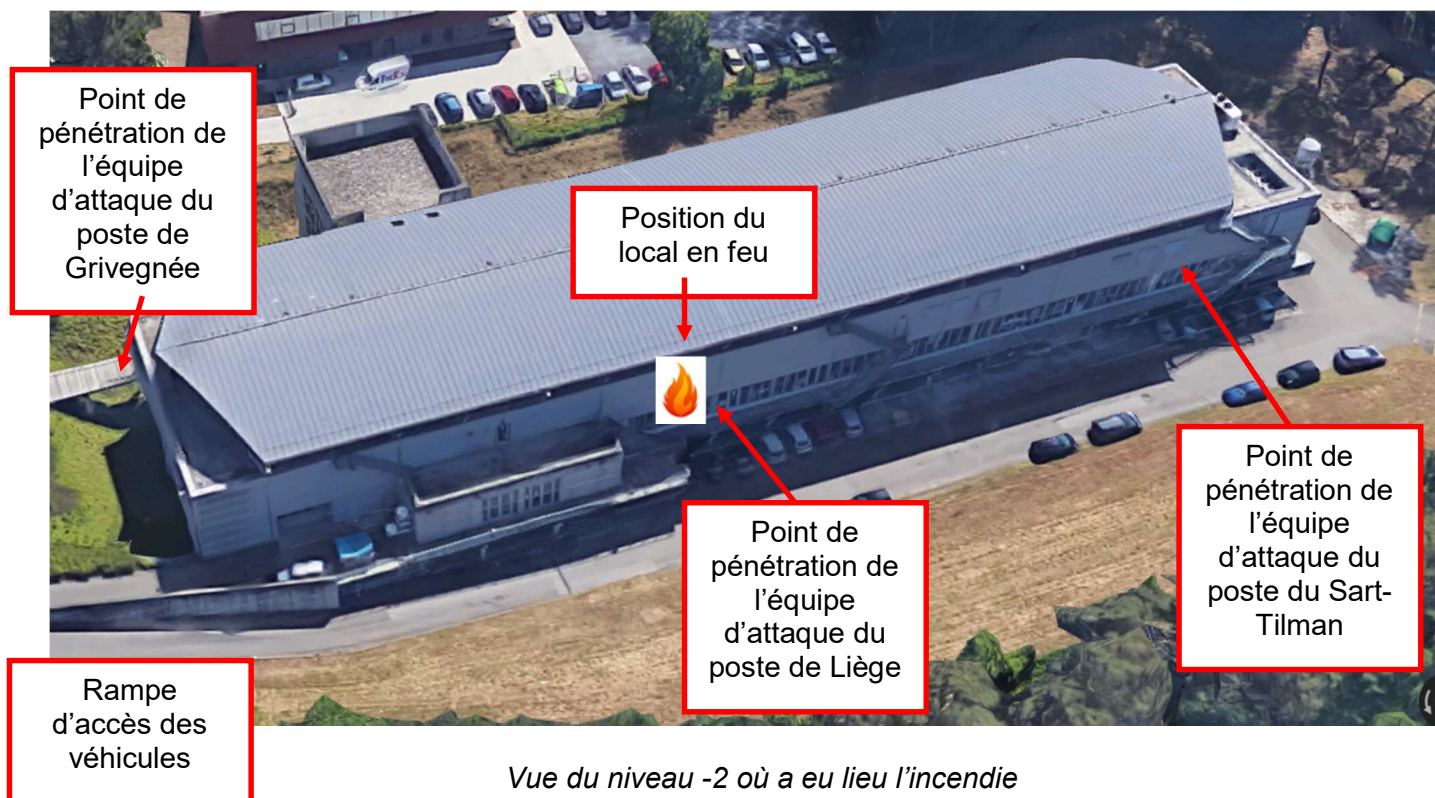 Point de
pénétration de
l'équipe
d'attaque du
poste de
Grivegnée
Position du
local en feu
Point de
pénétration de
l'équipe
d'attaque du
poste de Liège
Point de
pénétration de
l'équipe
d'attaque du
poste du Sart-
Tilman
Rampe
d'accès des
véhicules
Vue du niveau -2 où a eu lieu l'incendie